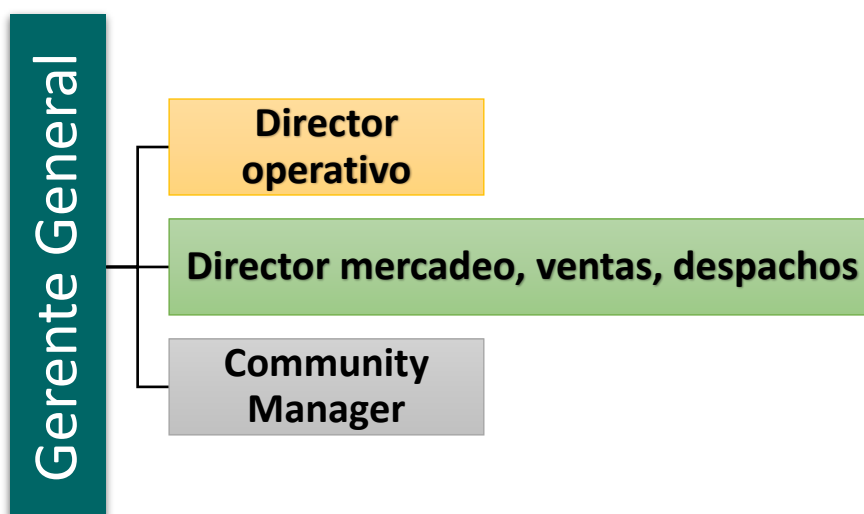 Gerente General
Director
operativo
Director mercadeo, ventas, despachos
Community
Manager